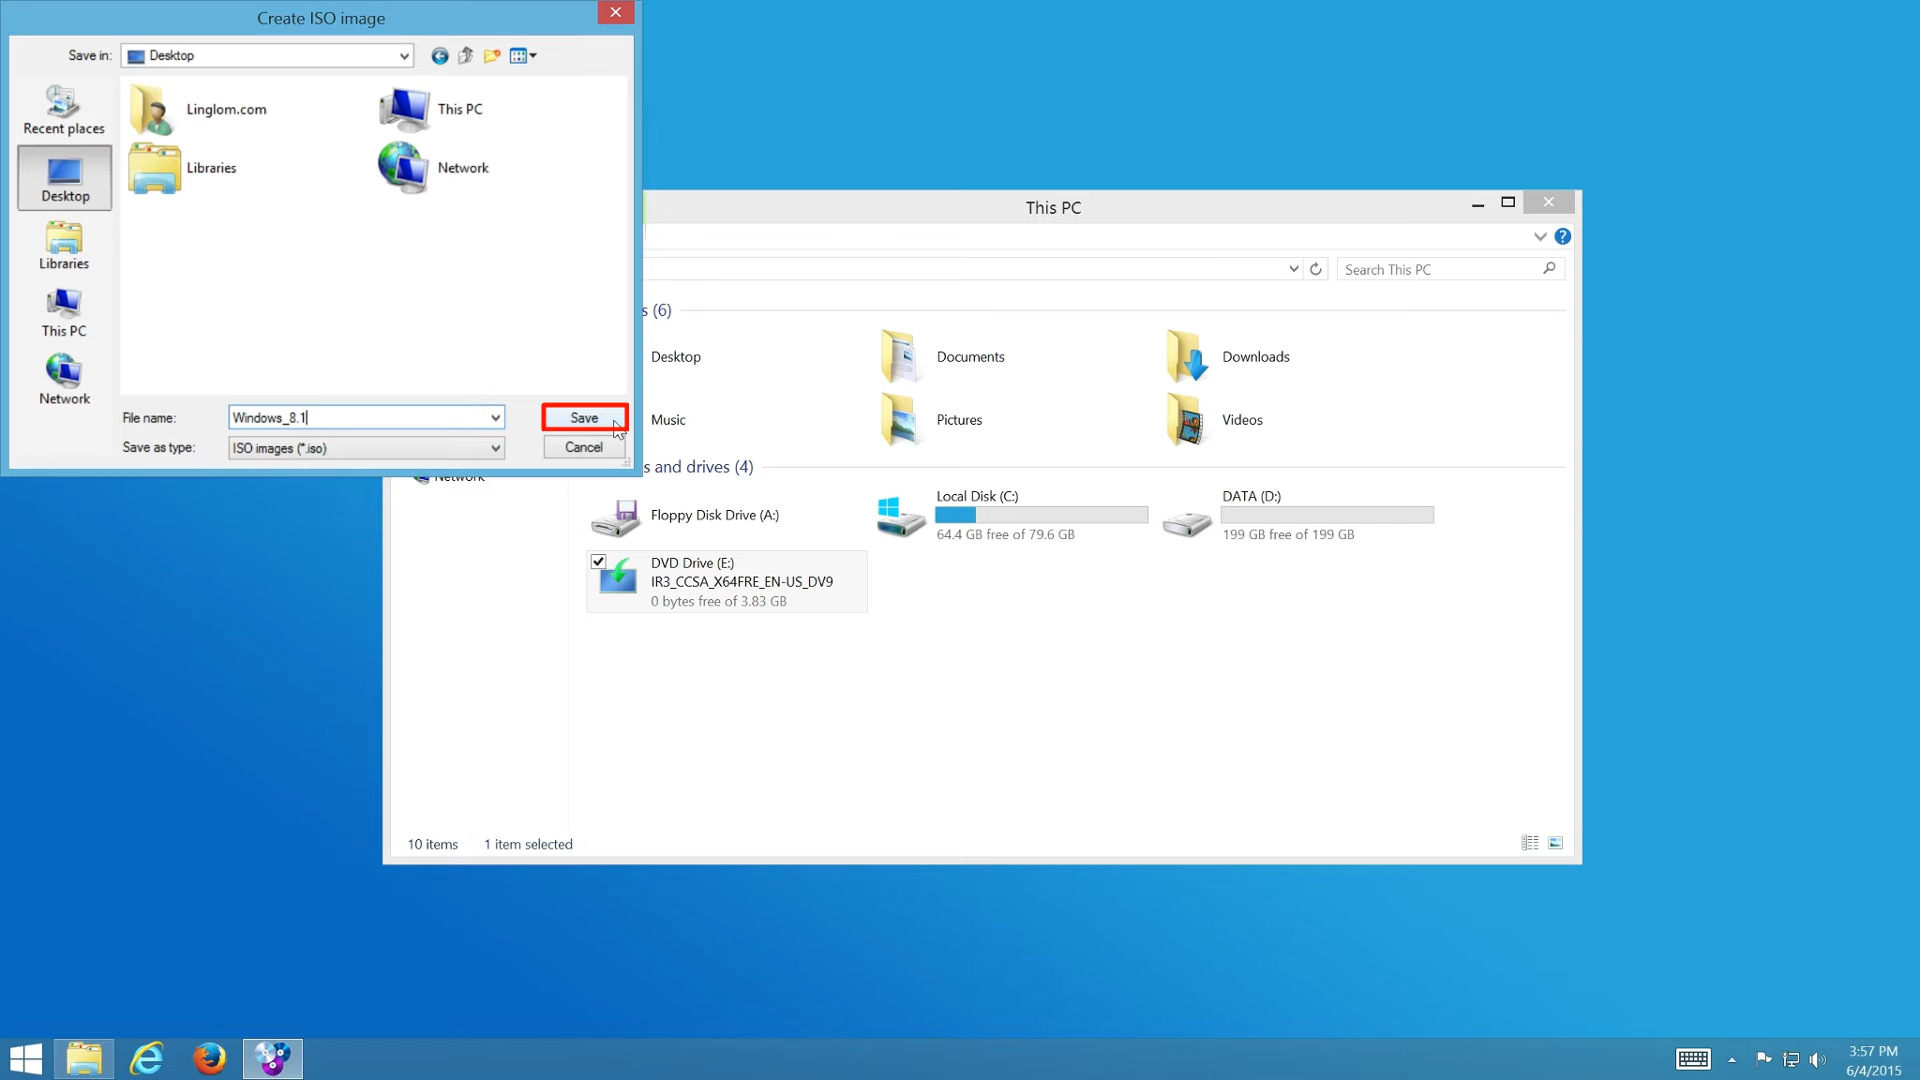 Create ISO image
Save in:
Desktop
Recent places
Desktop
Libraries
This PC
Network
Linglom.com
This PC
Libraries
Network
File name:
Windows_8.1
Save
Save as type:
ISO images (*.iso)
Cancel
This PC
Search This PC
s (6)
Desktop
Documents
Downloads
Music
Pictures
Videos
s and drives (4)
Network
Floppy Disk Drive (A:)
Local Disk (C:)
64.4 GB free of 79.6 GB
DATA (D:)
199 GB free of 199 GB
DVD Drive (E:)
IR3_CCSA_X64FRE_EN-US_DV9
0 bytes free of 3.83 GB
10 items
1 item selected
3:57 PM
6/4/2015